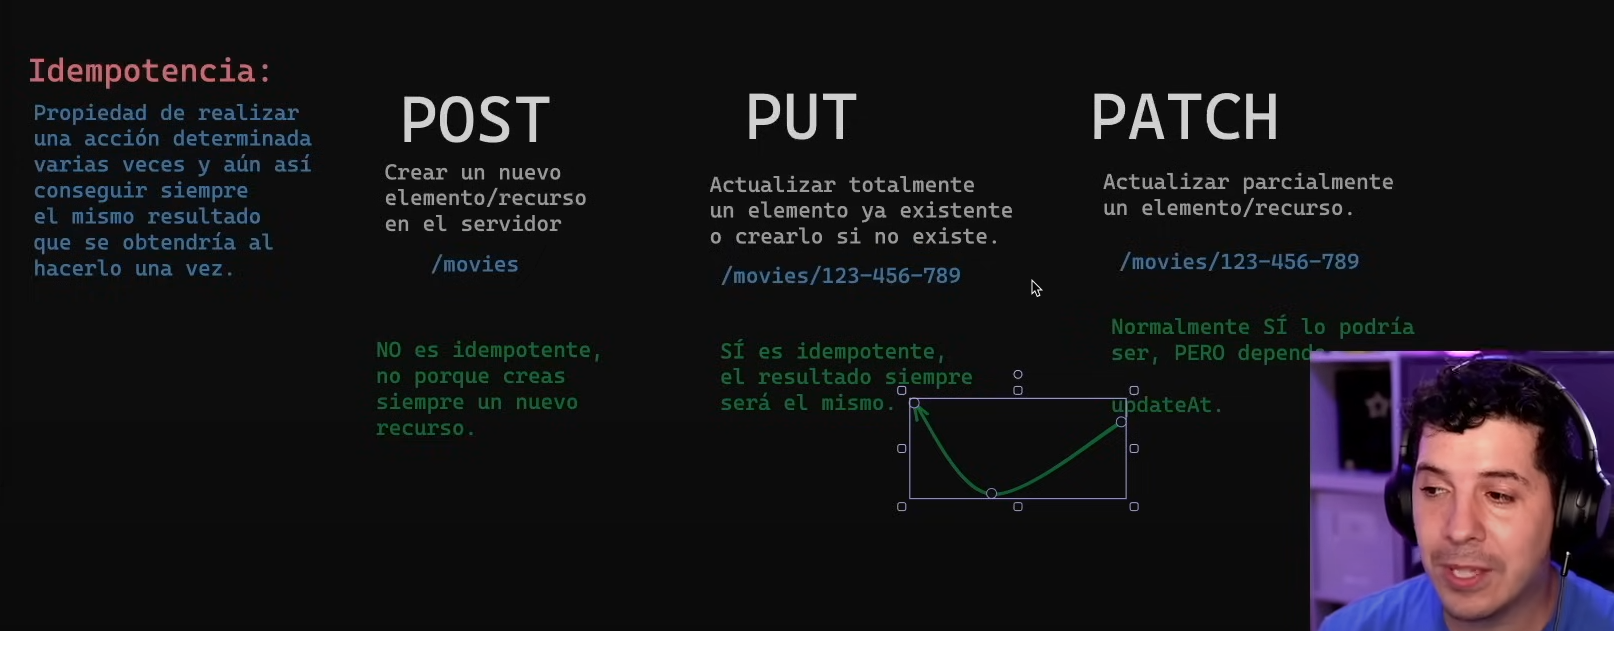 Idempotencia:
Propiedad de realizar
una acción determinada
varias veces y aún así
conseguir siempre
el mismo resultado
que se obtendría al
hacerlo una vez.
POST
Crear un nuevo
elemento/recurso
en el servidor
/movies
NO es idempotente,
no porque creas
siempre un nuevo
recurso.
PUT
Actualizar totalmente
un elemento ya existente
o crearlo si no existe.
/movies/123-456-789
SÍ es idempotente,
el resultado siempre
será el mismo.
PATCH
Actualizar parcialmente
un elemento/recurso.
/movies/123-456-789
Normalmente SÍ lo podría
ser, PERO
updateAt.